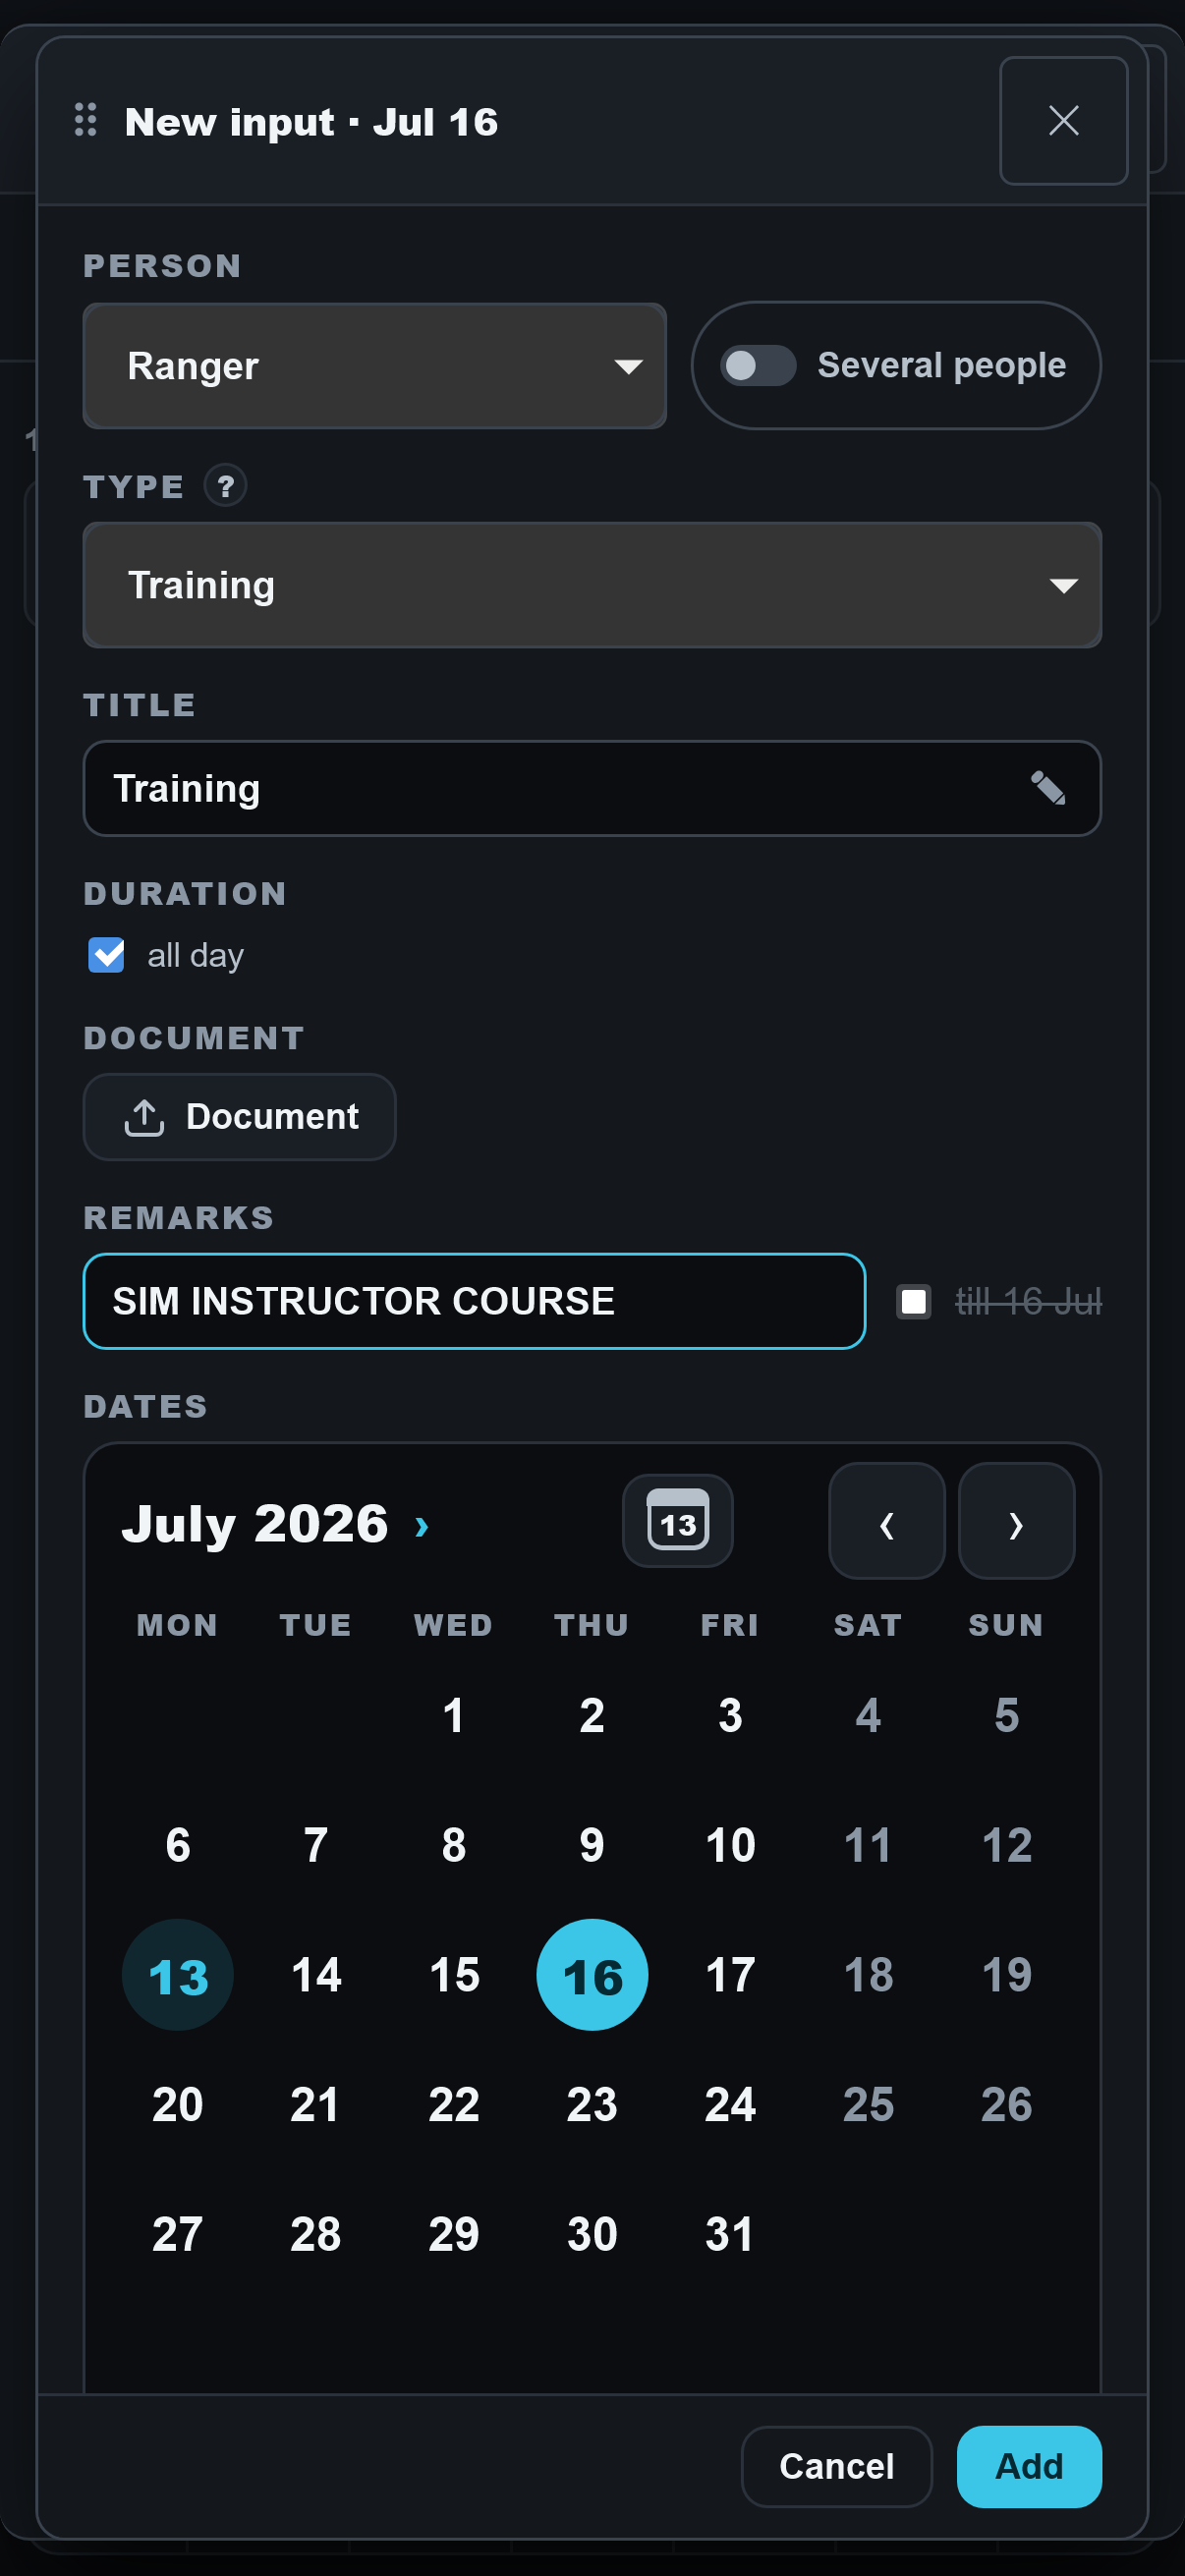 New input · Jul 16
PERSON
Ranger
Several people
TYPE ?
Training
TITLE
Training
DURATION
all day
DOCUMENT
Document
REMARKS
SIM INSTRUCTOR COURSE
till 16 Jul
DATES
July 2026 ›
13
‹ ›
MON TUE WED THU FRI SAT SUN
1 2 3 4 5
6 7 8 9 10 11 12
13 14 15 16 17 18 19
20 21 22 23 24 25 26
27 28 29 30 31
Cancel Add